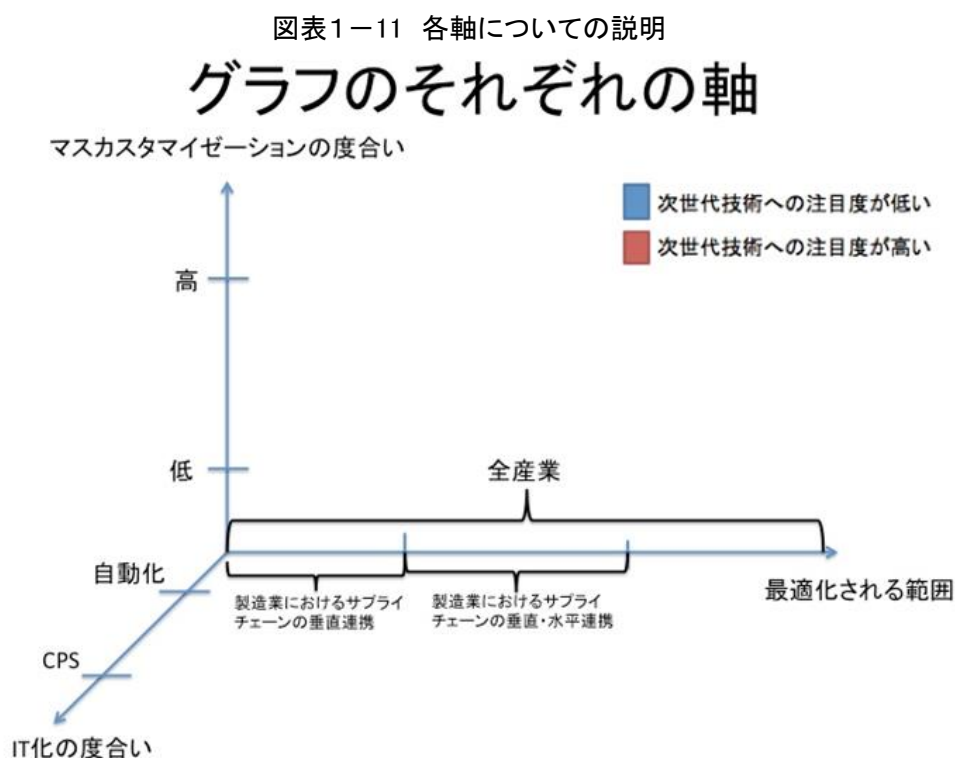 図表1－11 各軸についての説明
グラフのそれぞれの軸
マスカスタマイゼーションの度合い
次世代技術への注目度が低い
次世代技術への注目度が高い
高
低
全産業
自動化
最適化される範囲
製造業におけるサプライ
チェーンの垂直連携
製造業におけるサプライ
チェーンの垂直・水平連携
CPS
IT化の度合い